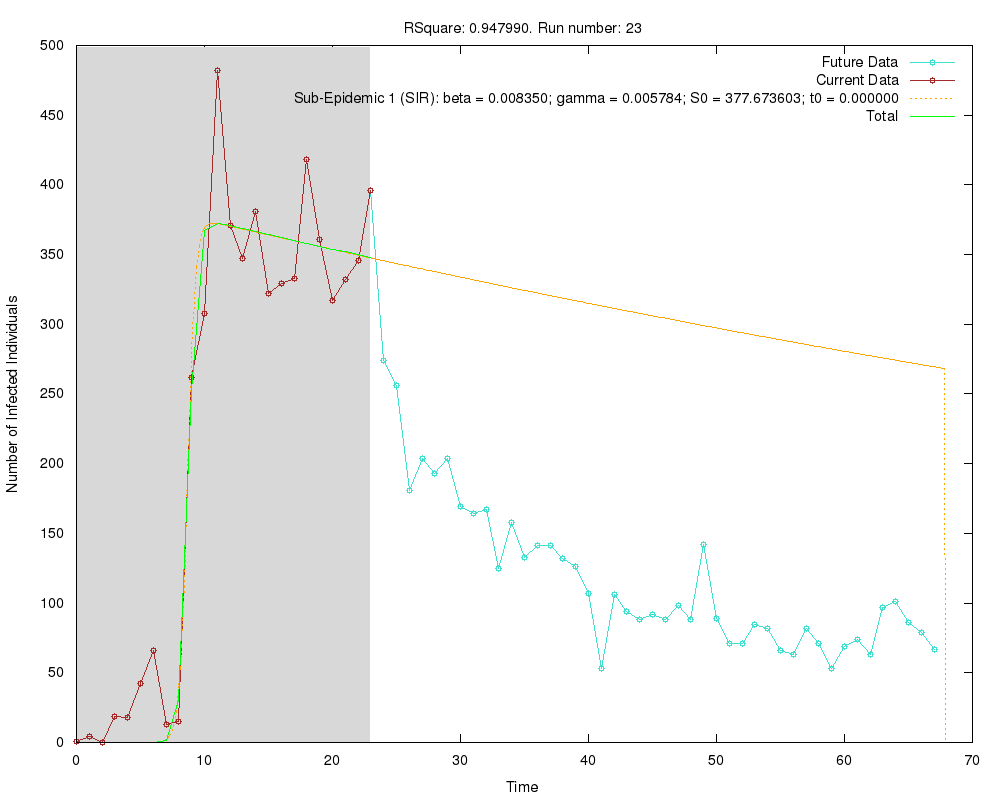 RSquare: 0.947990. Run number: 23
Future Data
Current Data
Sub-Epidemic 1 (SIR): beta = 0.008350; gamma = 0.005784; S0 = 377.673603; t0 = 0.000000
Total
Number of Infected Individuals
500
450
400
350
300
250
200
150
100
50
0
0 10 20 30 40 50 60 70
Time